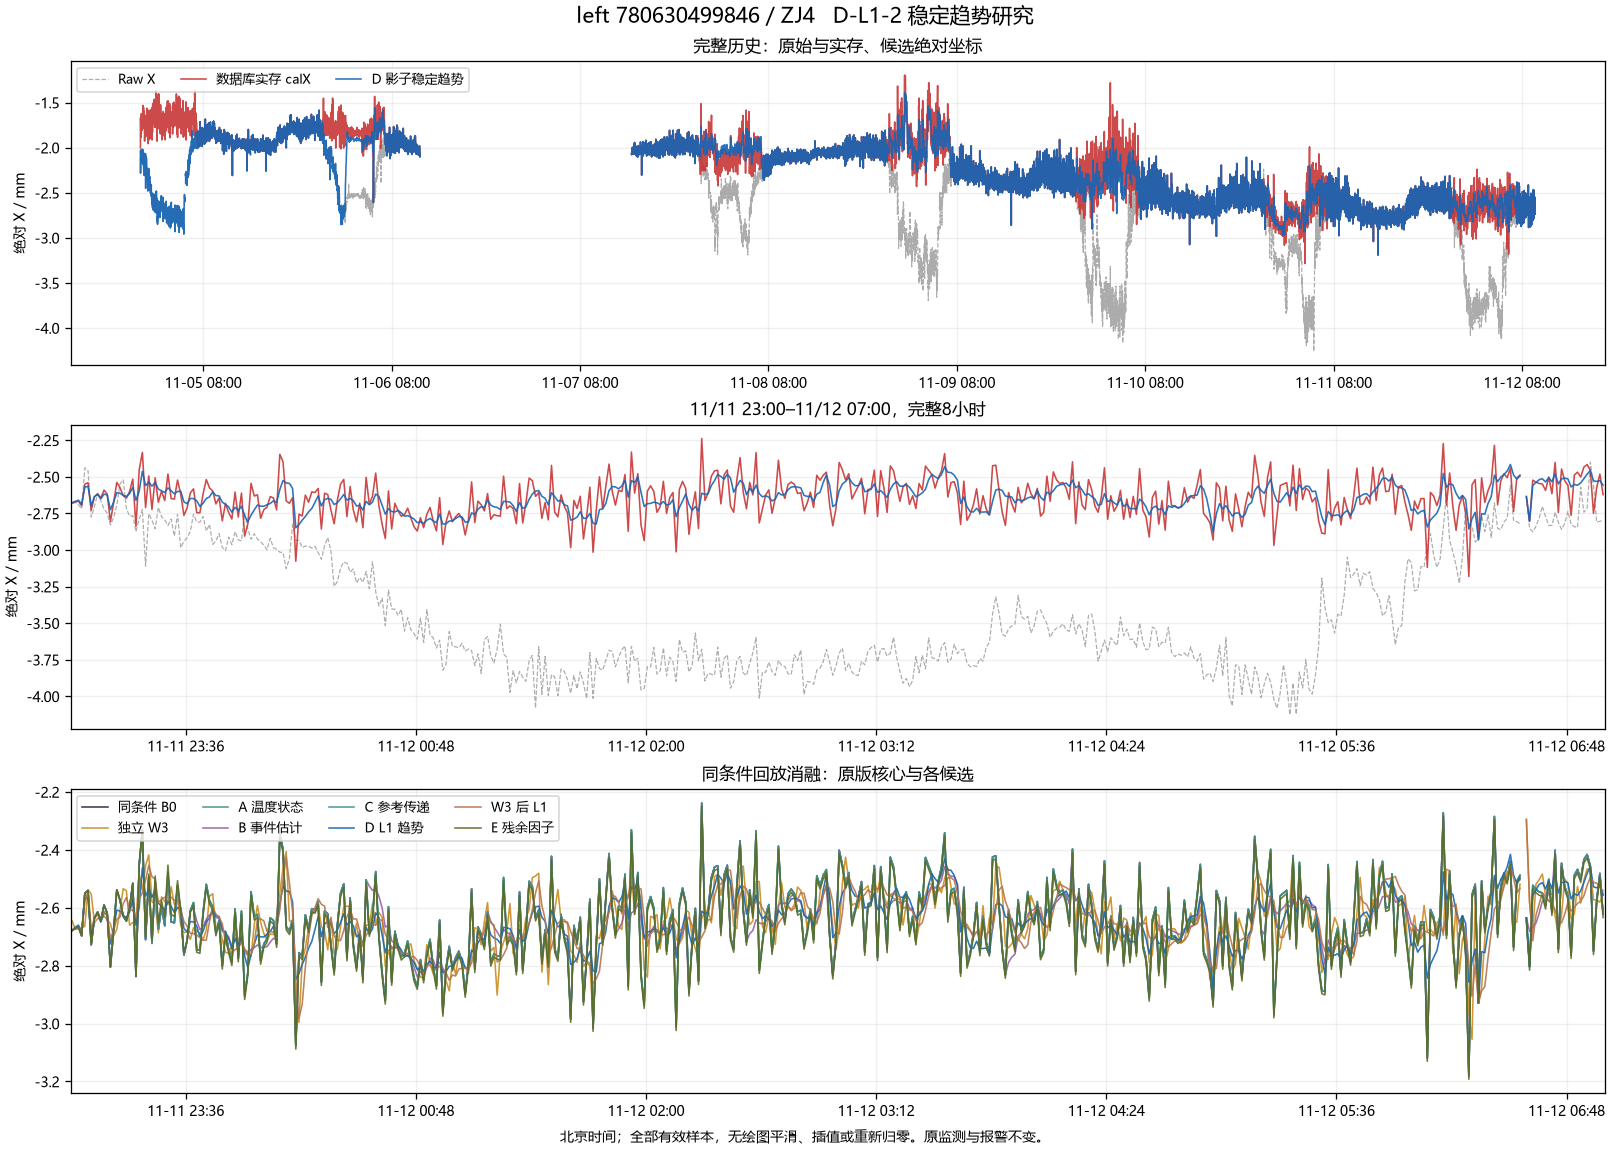 left 780630499846 / ZJ4   D-L1-2 稳定趋势研究
完整历史：原始与实存、候选绝对坐标
Raw X
数据库实存 calX
D 影子稳定趋势
绝对 X / mm
-1.5
-2.0
-2.5
-3.0
-3.5
-4.0
11-05 08:00
11-06 08:00
11-07 08:00
11-08 08:00
11-09 08:00
11-10 08:00
11-11 08:00
11-12 08:00
11/11 23:00–11/12 07:00，完整8小时
绝对 X / mm
-2.25
-2.50
-2.75
-3.00
-3.25
-3.50
-3.75
-4.00
11-11 23:36
11-12 00:48
11-12 02:00
11-12 03:12
11-12 04:24
11-12 05:36
11-12 06:48
同条件回放消融：原版核心与各候选
同条件 B0
A 温度状态
C 参考传递
W3 后 L1
独立 W3
B 事件估计
D L1 趋势
E 残余因子
绝对 X / mm
-2.2
-2.4
-2.6
-2.8
-3.0
-3.2
11-11 23:36
11-12 00:48
11-12 02:00
11-12 03:12
11-12 04:24
11-12 05:36
11-12 06:48
北京时间；全部有效样本，无绘图平滑、插值或重新归零。原监测与报警不变。